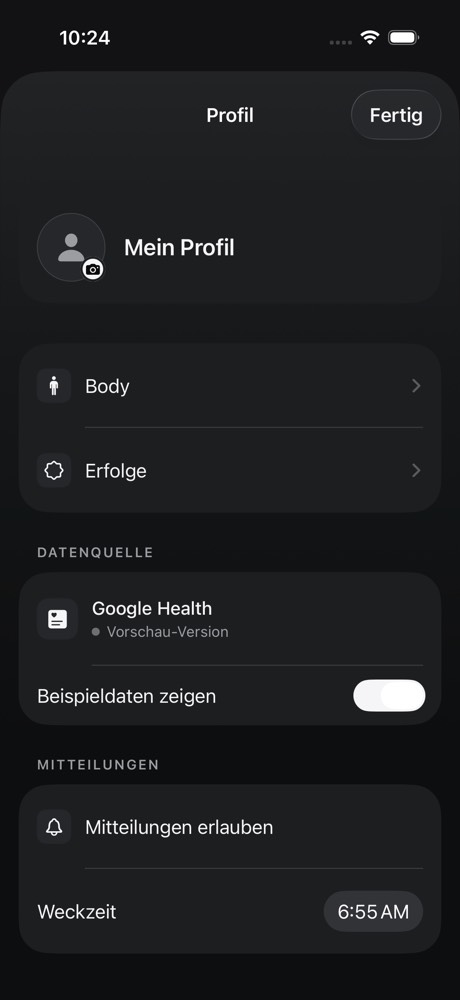 10:24
Profil
Fertig
Mein Profil
Body
Erfolge
DATENQUELLE
Google Health
Vorschau-Version
Beispieldaten zeigen
MITTEILUNGEN
Mitteilungen erlauben
Weckzeit
6:55 AM